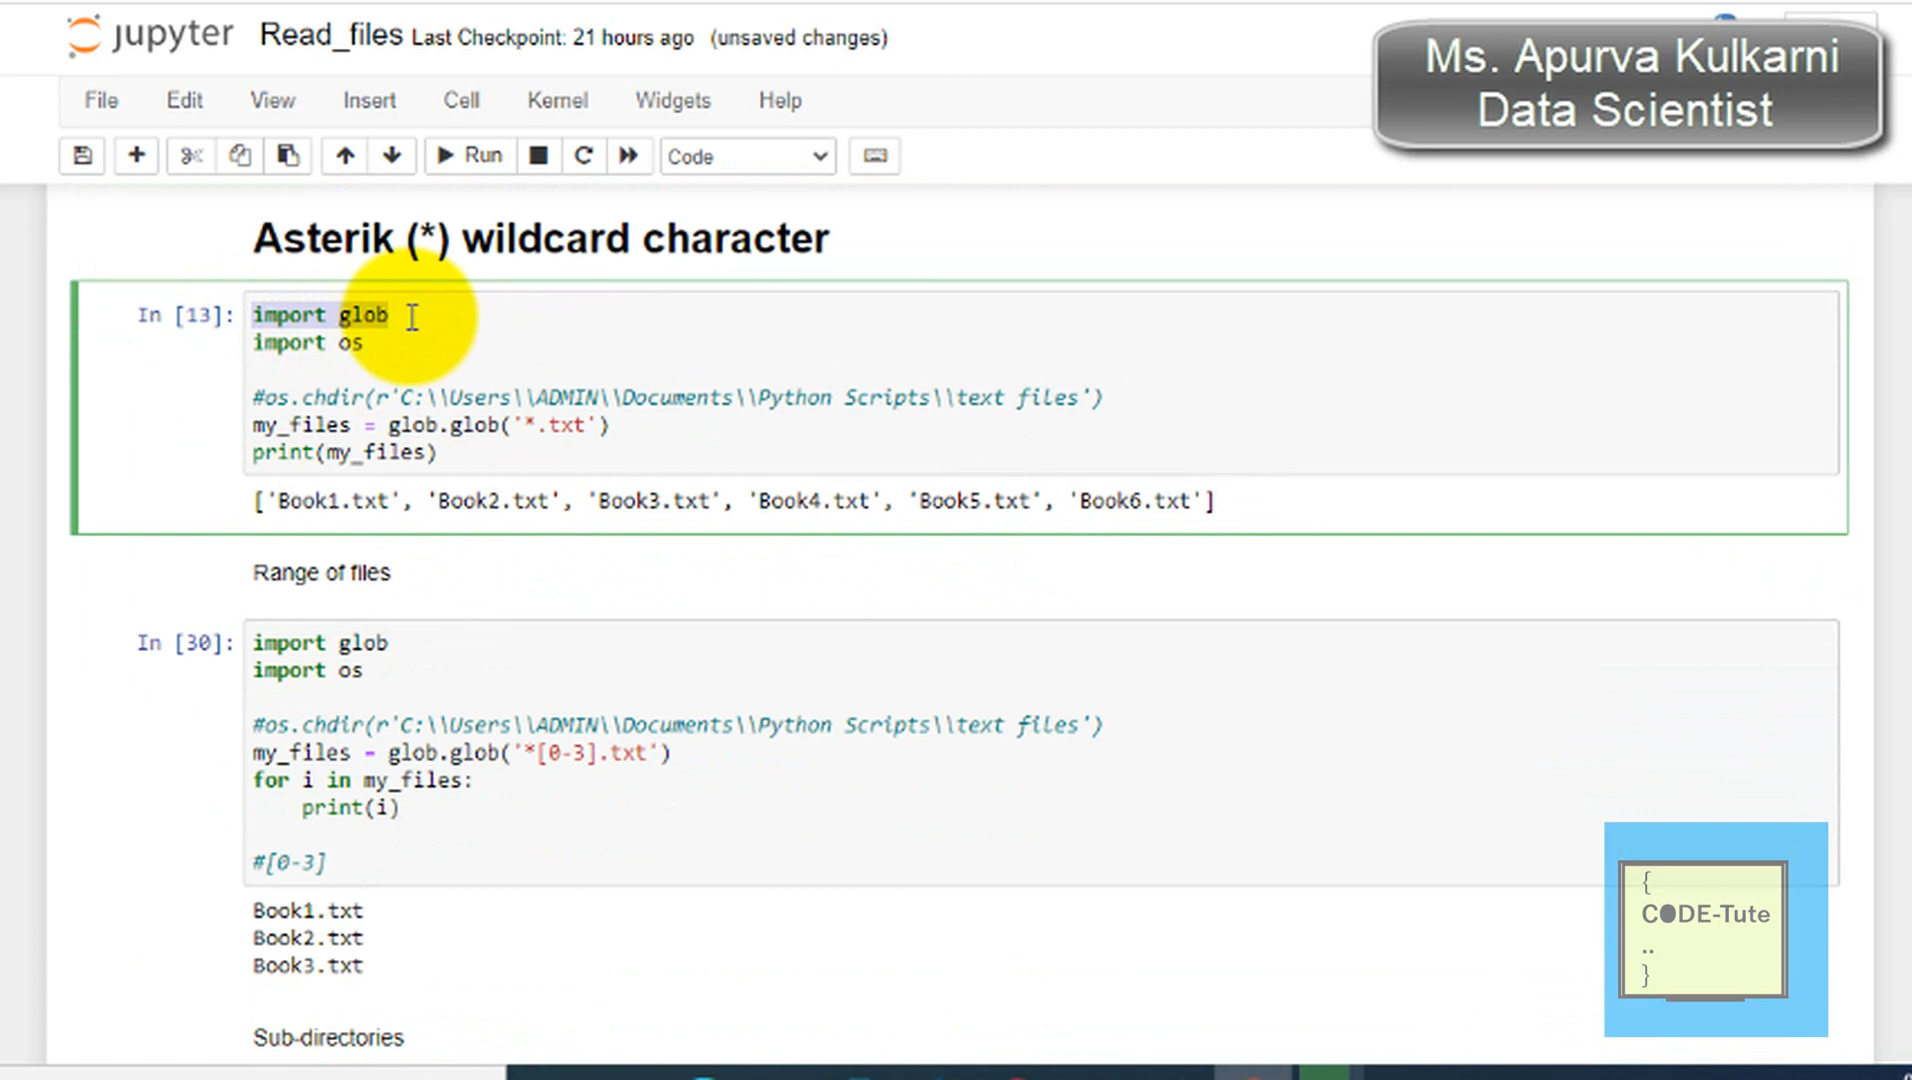 jupyter Read_files Last Checkpoint: 21 hours ago (unsaved changes)
Ms. Apurva Kulkarni
Data Scientist
File Edit View Insert Cell Kernel Widgets Help
Run Code
Asterik (*) wildcard character
In [13]: import glob
import os
#os.chdir(r'C:\\Users\\ADMIN\\Documents\\Python Scripts\\text files')
my_files = glob.glob('*.txt')
print(my_files)
['Book1.txt', 'Book2.txt', 'Book3.txt', 'Book4.txt', 'Book5.txt', 'Book6.txt']
Range of files
In [30]: import glob
import os
#os.chdir(r'C:\\Users\\ADMIN\\Documents\\Python Scripts\\text files')
my_files = glob.glob('*[0-3].txt')
for i in my_files:
    print(i)
#[0-3]
Book1.txt
Book2.txt
Book3.txt
{
CODE-Tute
..
}
Sub-directories